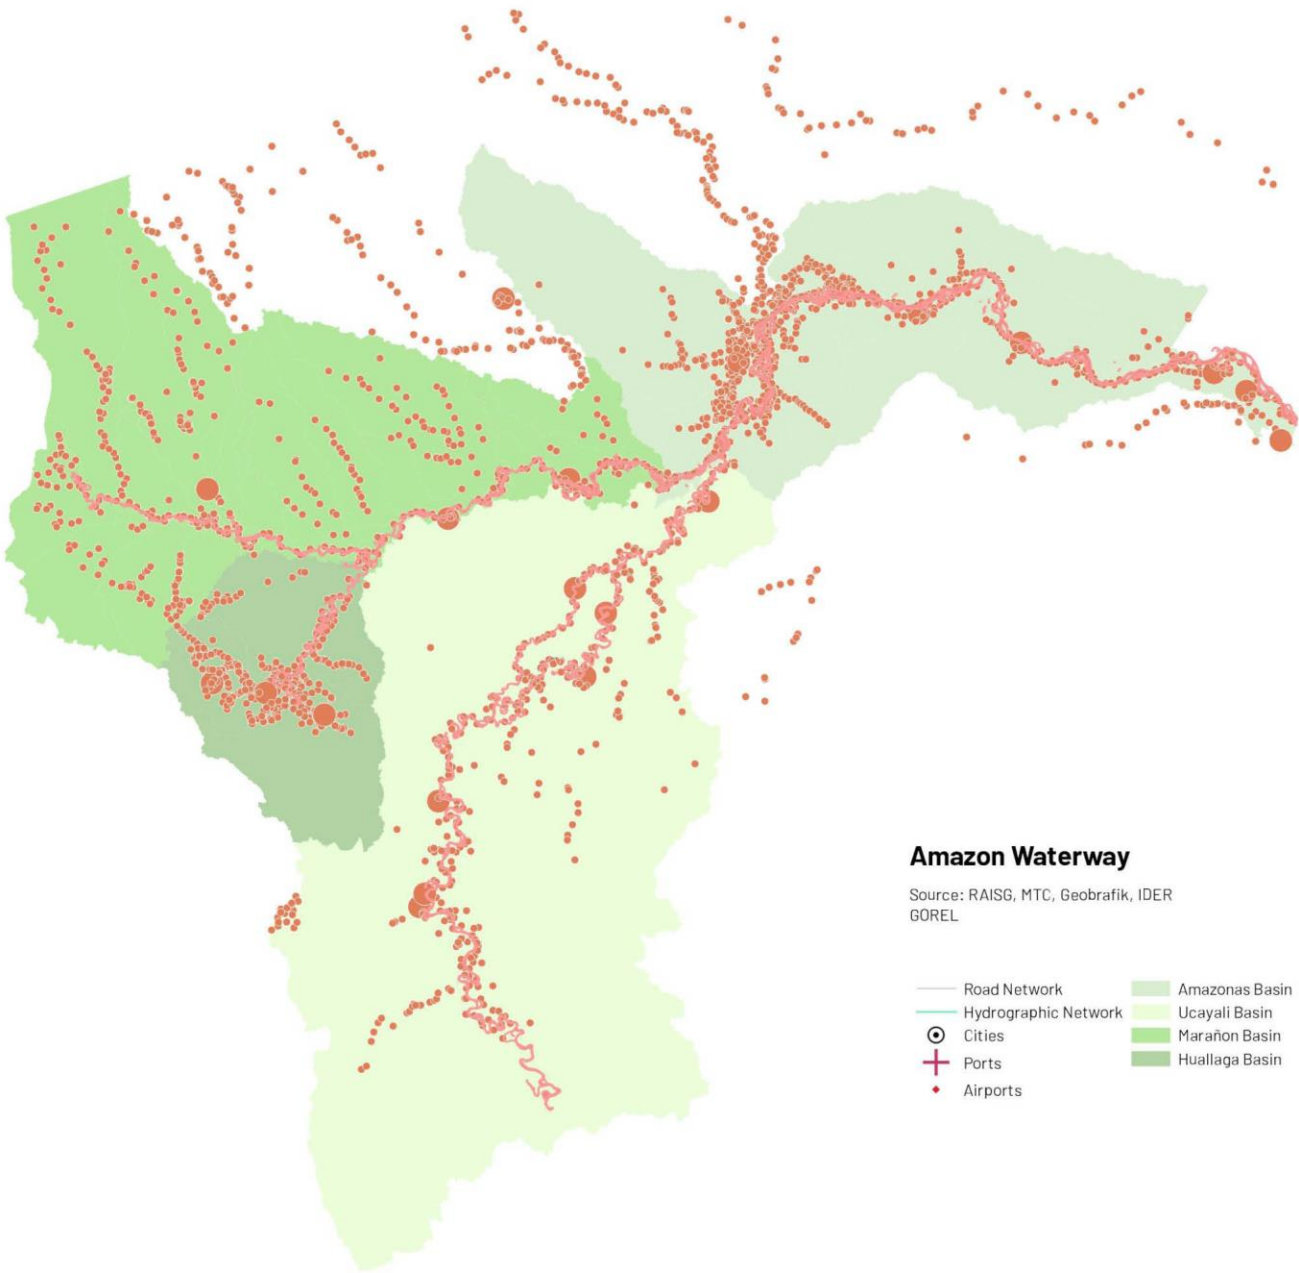 Amazon Waterway
Source: RAISG, MTC, Geobrafik, IDER
GOREL
Road Network
Hydrographic Network
Cities
Ports
Airports
Amazonas Basin
Ucayali Basin
Marañon Basin
Huallaga Basin